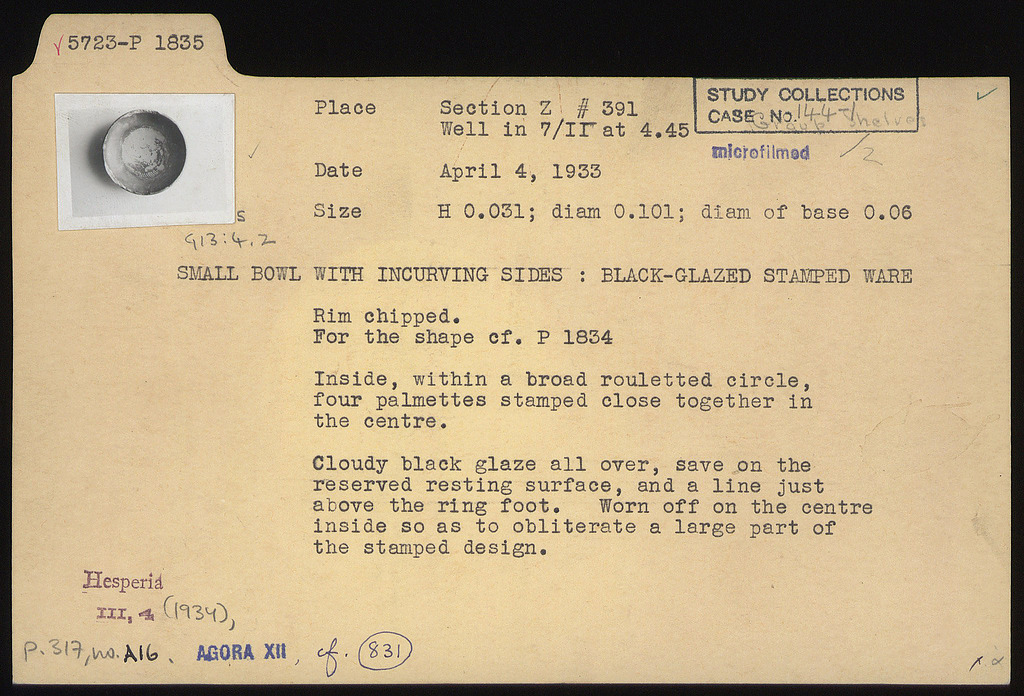 √5723-P 1835
Place Section Z # 391
Well in 7/II at 4.45
STUDY COLLECTIONS
CASE No. 144-1
Group Shelves
microfilmed
/2
Date April 4, 1933
s Size H 0.031; diam 0.101; diam of base 0.06
G13:4.2
SMALL BOWL WITH INCURVING SIDES : BLACK-GLAZED STAMPED WARE
Rim chipped.
For the shape cf. P 1834
Inside, within a broad rouletted circle,
four palmettes stamped close together in
the centre.
Cloudy black glaze all over, save on the
reserved resting surface, and a line just
above the ring foot. Worn off on the centre
inside so as to obliterate a large part of
the stamped design.
Hesperia
III, 4 (1934),
p. 317, no. A16. AGORA XII, cf. 831